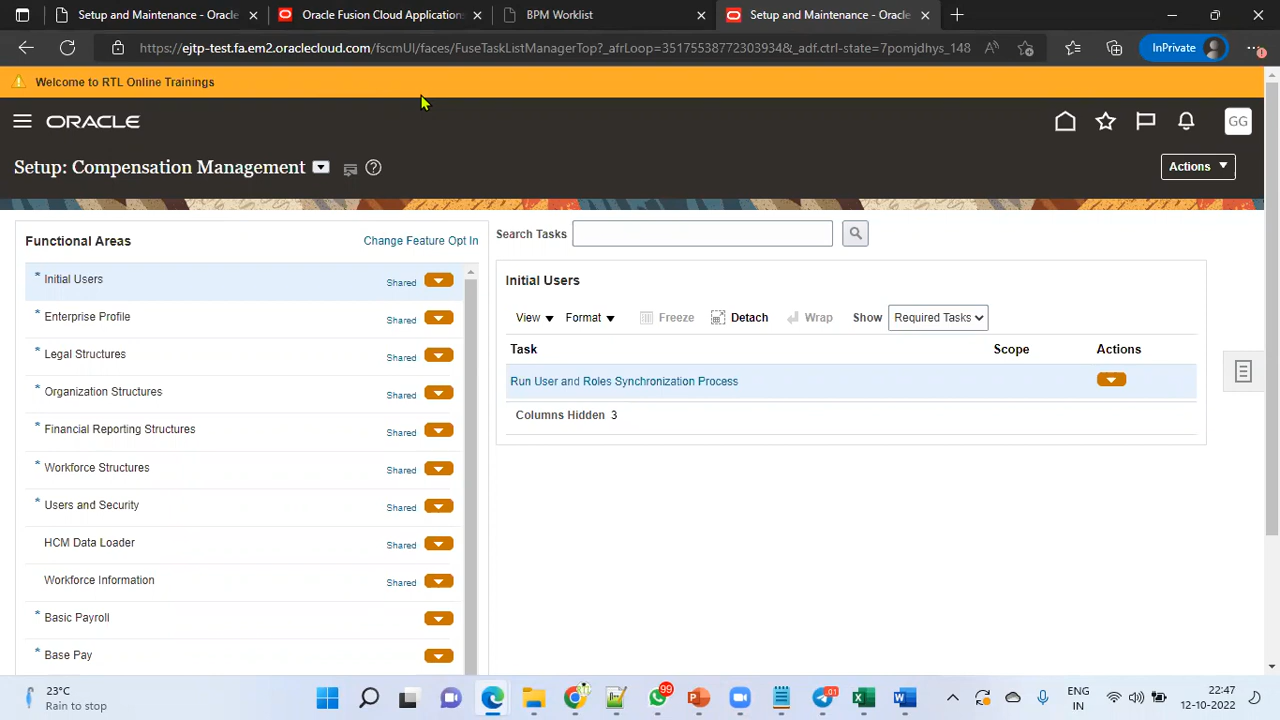 Setup and Maintenance - Oracle
Oracle Fusion Cloud Applications
BPM Worklist
Setup and Maintenance - Oracle
https://ejtp-test.fa.em2.oraclecloud.com/fscmUI/faces/FuseTaskListManagerTop?_afrLoop=35175538772303934&_adf.ctrl-state=7pomjdhys_148
InPrivate
Welcome to RTL Online Trainings
ORACLE
GG
Setup: Compensation Management
Actions
Functional Areas
Change Feature Opt In
* Initial Users Shared
* Enterprise Profile Shared
* Legal Structures Shared
* Organization Structures Shared
* Financial Reporting Structures Shared
* Workforce Structures Shared
* Users and Security Shared
HCM Data Loader Shared
Workforce Information Shared
* Basic Payroll
* Base Pay
Search Tasks
Initial Users
View Format Freeze Detach Wrap Show Required Tasks
Task Scope Actions
Run User and Roles Synchronization Process
Columns Hidden 3
23°C
Rain to stop
99
01
ENG
IN
22:47
12-10-2022